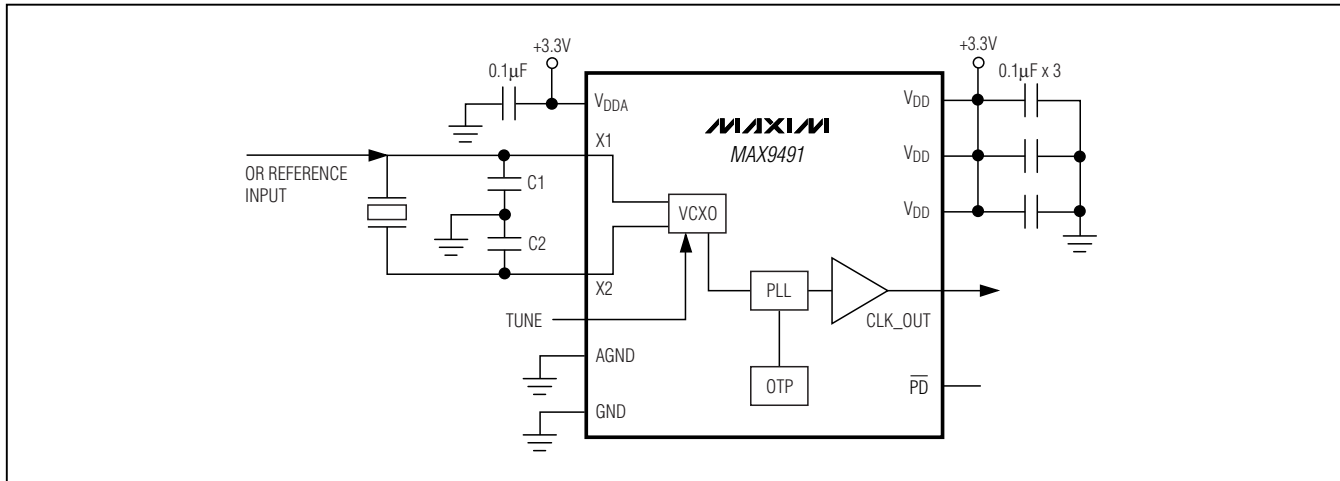 +3.3V
0.1µF
VDDA
X1
OR REFERENCE
INPUT
C1
C2
X2
TUNE
AGND
GND
MAXIM
MAX9491
VCXO
PLL
OTP
CLK_OUT
+3.3V
0.1µF x 3
VDD
VDD
VDD
PD